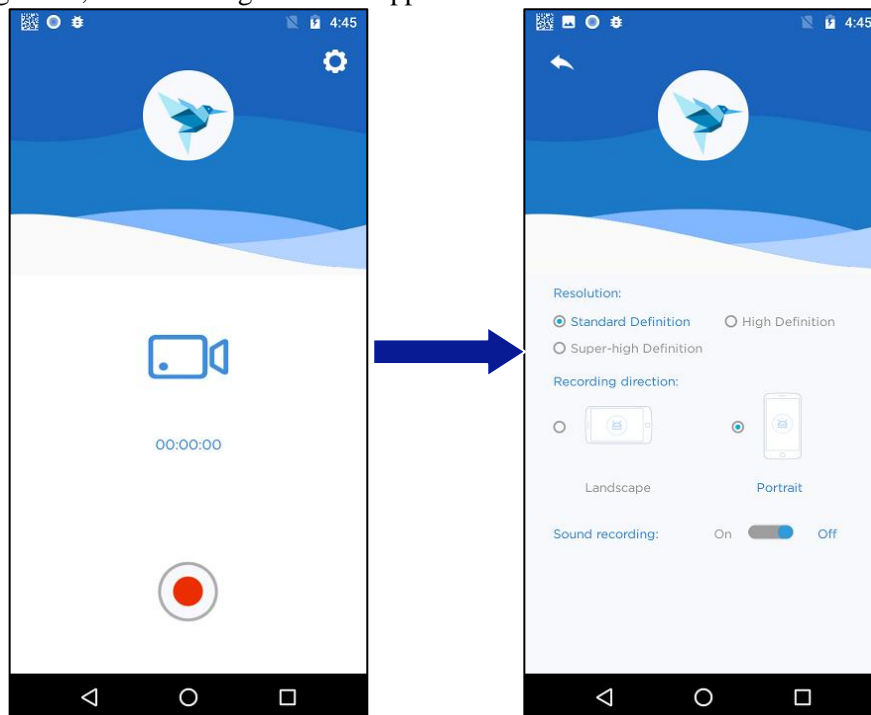 4:45
00:00:00
4:45
Resolution:
Standard Definition High Definition
Super-high Definition
Recording direction:
Landscape Portrait
Sound recording: On Off